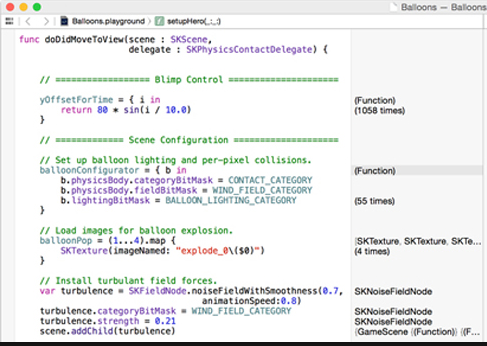 Balloons — Balloons
Balloons.playground › setupHero(_:_:)
func doDidMoveToView(scene : SKScene,
delegate : SKPhysicsContactDelegate) {
// ================== Blimp Control =====================
yOffsetForTime = { i in (Function)
return 80 * sin(i / 10.0) (1058 times)
}
// ============= Scene Configuration ====================
// Set up balloon lighting and per-pixel collisions.
balloonConfigurator = { b in (Function)
b.physicsBody.categoryBitMask = CONTACT_CATEGORY
b.physicsBody.fieldBitMask = WIND_FIELD_CATEGORY
b.lightingBitMask = BALLOON_LIGHTING_CATEGORY (55 times)
}
// Load images for balloon explosion.
balloonPop = (1...4).map { [SKTexture, SKTexture, SKTe...
SKTexture(imageNamed: "explode_0\($0)") (4 times)
}
// Install turbulant field forces.
var turbulence = SKFieldNode.noiseFieldWithSmoothness(0.7, SKNoiseFieldNode
animationSpeed:0.8)
turbulence.categoryBitMask = WIND_FIELD_CATEGORY SKNoiseFieldNode
turbulence.strength = 0.21 SKNoiseFieldNode
scene.addChild(turbulence) {GameScene {(Function)} {(F...